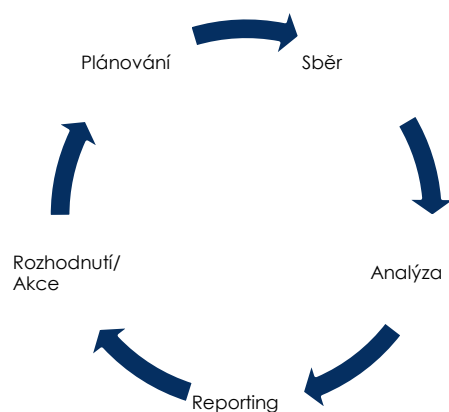 Plánování
Sběr
Analýza
Reporting
Rozhodnutí/
Akce